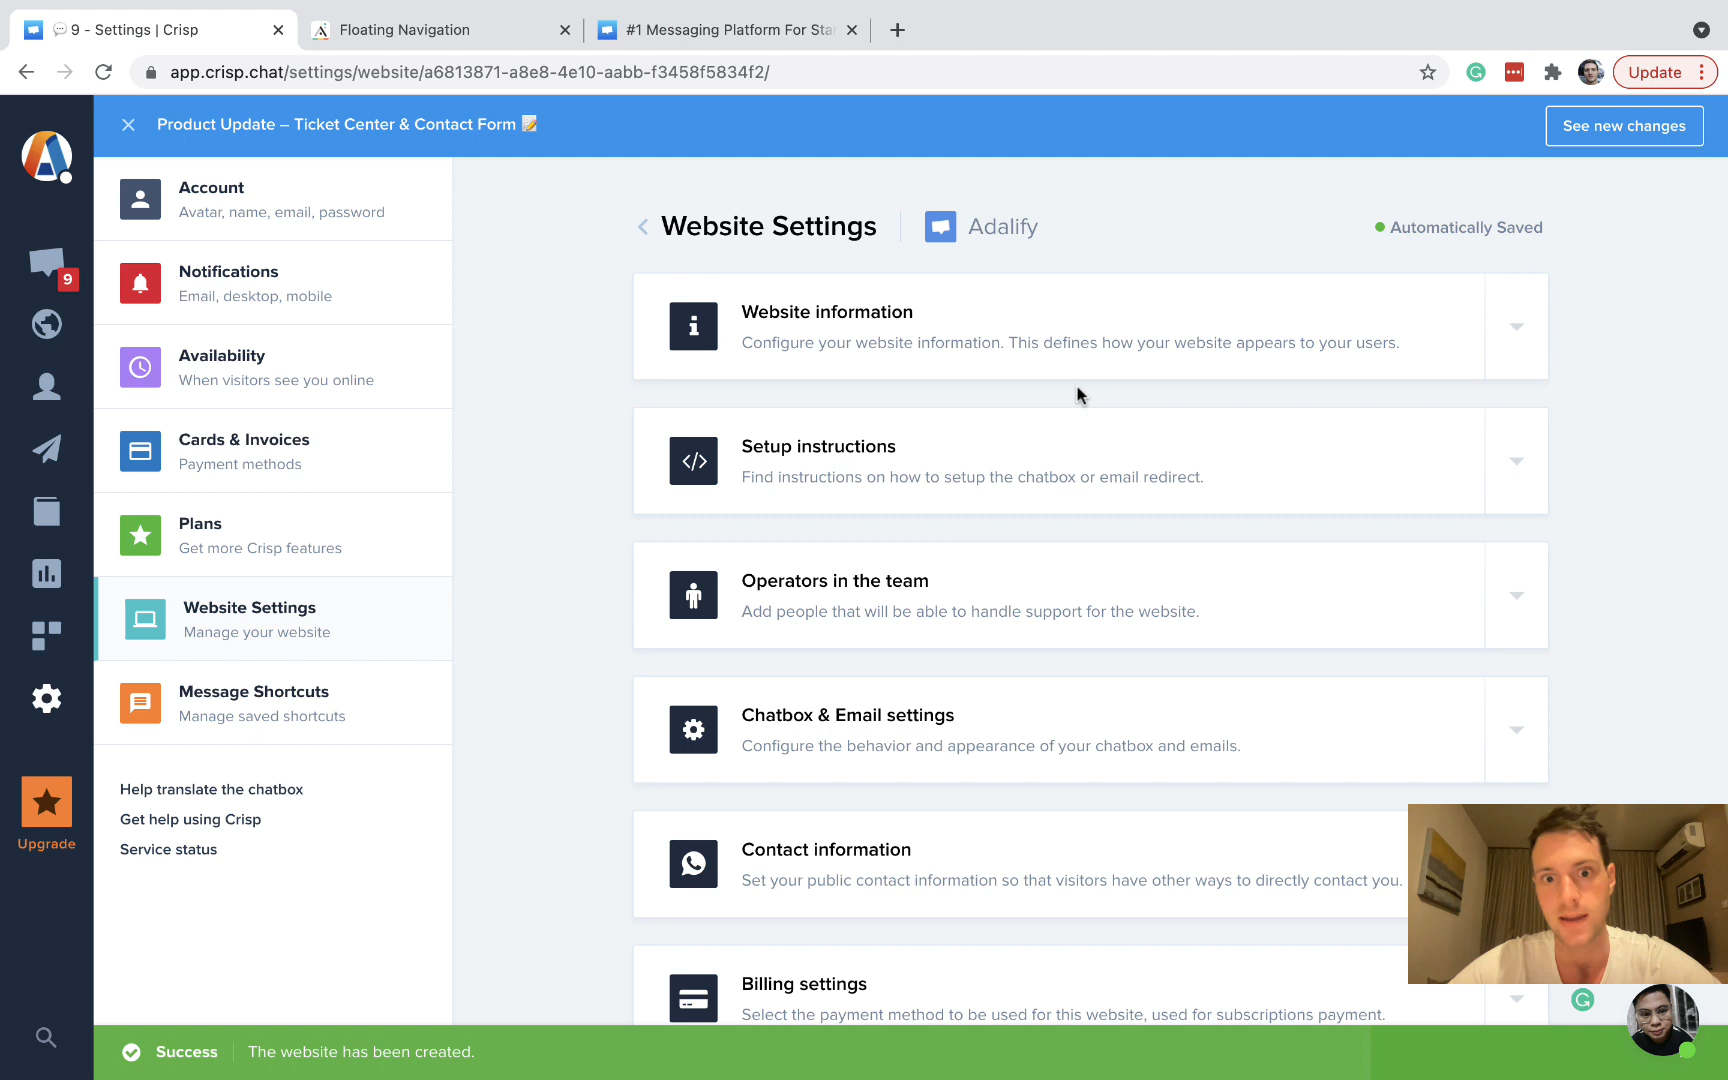 9 - Settings | Crisp
Floating Navigation
#1 Messaging Platform For Star
app.crisp.chat/settings/website/a6813871-a8e8-4e10-aabb-f3458f5834f2/
Update
Product Update – Ticket Center & Contact Form 📝
See new changes
9
Upgrade
Account
Avatar, name, email, password
Notifications
Email, desktop, mobile
Availability
When visitors see you online
Cards & Invoices
Payment methods
Plans
Get more Crisp features
Website Settings
Manage your website
Message Shortcuts
Manage saved shortcuts
Help translate the chatbox
Get help using Crisp
Service status
Website Settings
Adalify
Automatically Saved
Website information
Configure your website information. This defines how your website appears to your users.
Setup instructions
Find instructions on how to setup the chatbox or email redirect.
Operators in the team
Add people that will be able to handle support for the website.
Chatbox & Email settings
Configure the behavior and appearance of your chatbox and emails.
Contact information
Set your public contact information so that visitors have other ways to directly contact you.
Billing settings
Select the payment method to be used for this website, used for subscriptions payment.
Success
The website has been created.